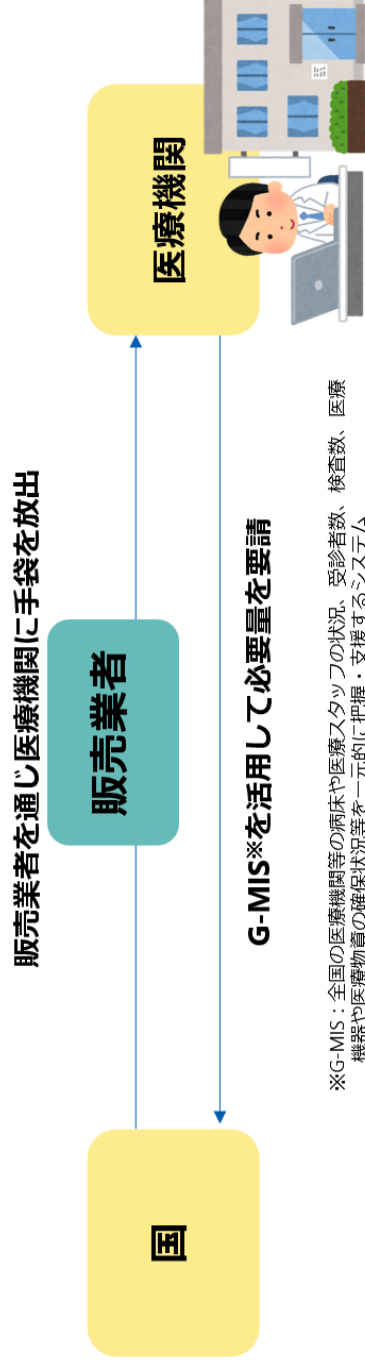 販売業者を通じ医療機関に手袋を放出
国
販売業者
医療機関
G-MIS※を活用して必要量を要請
※G-MIS：全国の医療機関等の病床や医療スタッフの状況、受診者数、検査数、医療
機器や医療物資の確保状況等を一元的に把握・支援するシステム